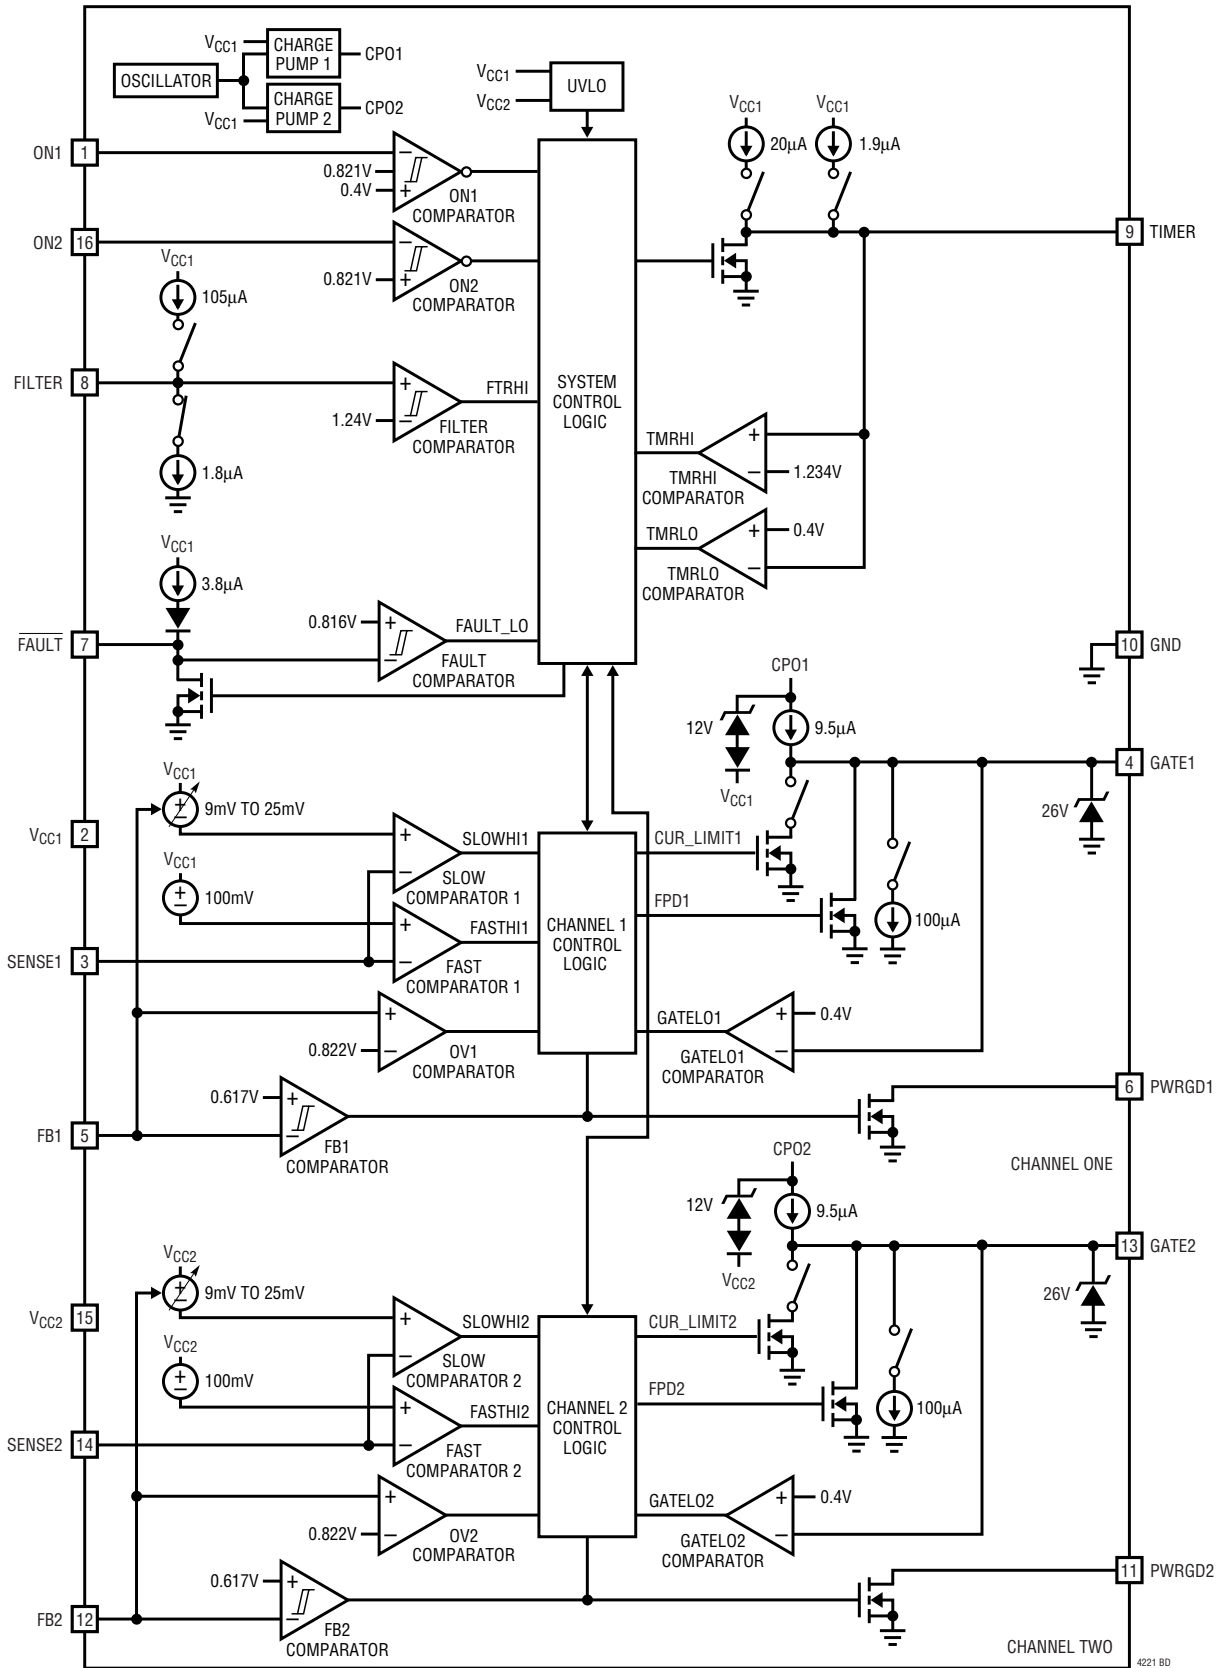 VCC1
CHARGE
PUMP 1
CPO1
OSCILLATOR
CHARGE
PUMP 2
CPO2
VCC1
VCC1
VCC2
UVLO
ON1
1
0.821V
0.4V
−
+
ON1
COMPARATOR
ON2
16
0.821V
−
+
ON2
COMPARATOR
VCC1
105µA
FILTER
8
1.24V
+
−
FTRHI
FILTER
COMPARATOR
1.8µA
SYSTEM
CONTROL
LOGIC
VCC1
20µA
VCC1
1.9µA
9
TIMER
TMRHI
+
−
1.234V
TMRHI
COMPARATOR
TMRLO
+
−
0.4V
TMRLO
COMPARATOR
VCC1
3.8µA
FAULT
7
0.816V
+
−
FAULT_LO
FAULT
COMPARATOR
10
GND
CPO1
12V
9.5µA
VCC1
4
GATE1
26V
VCC1
+
−
9mV TO 25mV
VCC1
2
VCC1
+
−
100mV
+
−
SLOWHI1
SLOW
COMPARATOR 1
SENSE1
3
+
−
FASTHI1
FAST
COMPARATOR 1
CHANNEL 1
CONTROL
LOGIC
CUR_LIMIT1
FPD1
100µA
0.822V
+
−
OV1
COMPARATOR
GATELO1
+
−
0.4V
GATELO1
COMPARATOR
0.617V
+
−
FB1
5
FB1
COMPARATOR
6
PWRGD1
CHANNEL ONE
CPO2
12V
9.5µA
VCC2
13
GATE2
26V
VCC2
+
−
9mV TO 25mV
VCC2
15
VCC2
+
−
100mV
+
−
SLOWHI2
SLOW
COMPARATOR 2
SENSE2
14
+
−
FASTHI2
FAST
COMPARATOR 2
CHANNEL 2
CONTROL
LOGIC
CUR_LIMIT2
FPD2
100µA
0.822V
+
−
OV2
COMPARATOR
GATELO2
+
−
0.4V
GATELO2
COMPARATOR
0.617V
+
−
FB2
12
FB2
COMPARATOR
11
PWRGD2
CHANNEL TWO
4221 BD